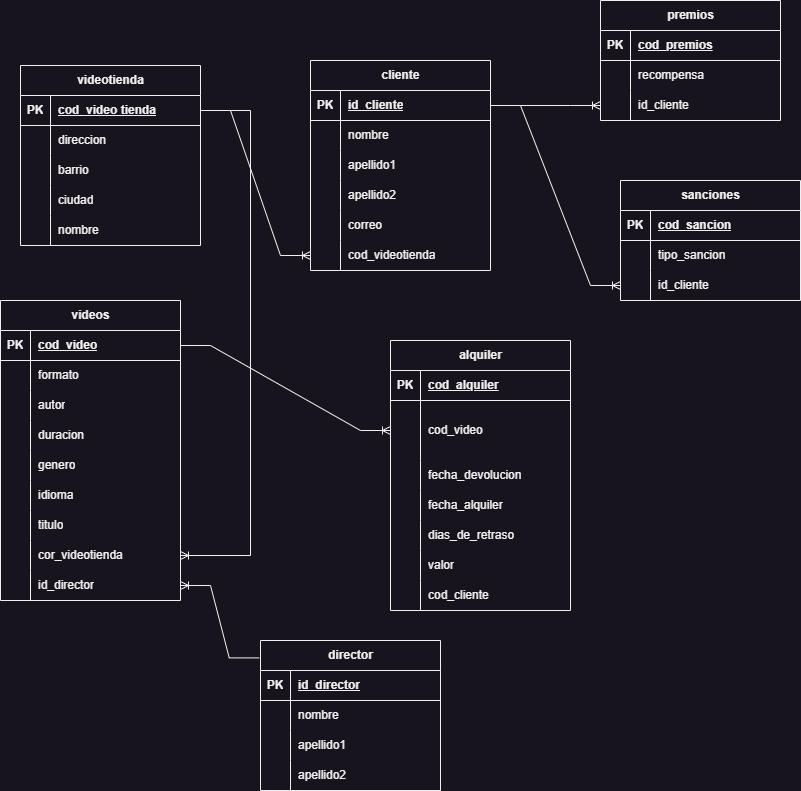 premios
PK cod_premios
recompensa
id_cliente
videotienda
PK cod_video tienda
direccion
barrio
ciudad
nombre
cliente
PK id_cliente
nombre
apellido1
apellido2
correo
cod_videotienda
sanciones
PK cod_sancion
tipo_sancion
id_cliente
videos
PK cod_video
formato
autor
duracion
genero
idioma
titulo
cor_videotienda
id_director
alquiler
PK cod_alquiler
cod_video
fecha_devolucion
fecha_alquiler
dias_de_retraso
valor
cod_cliente
director
PK id_director
nombre
apellido1
apellido2